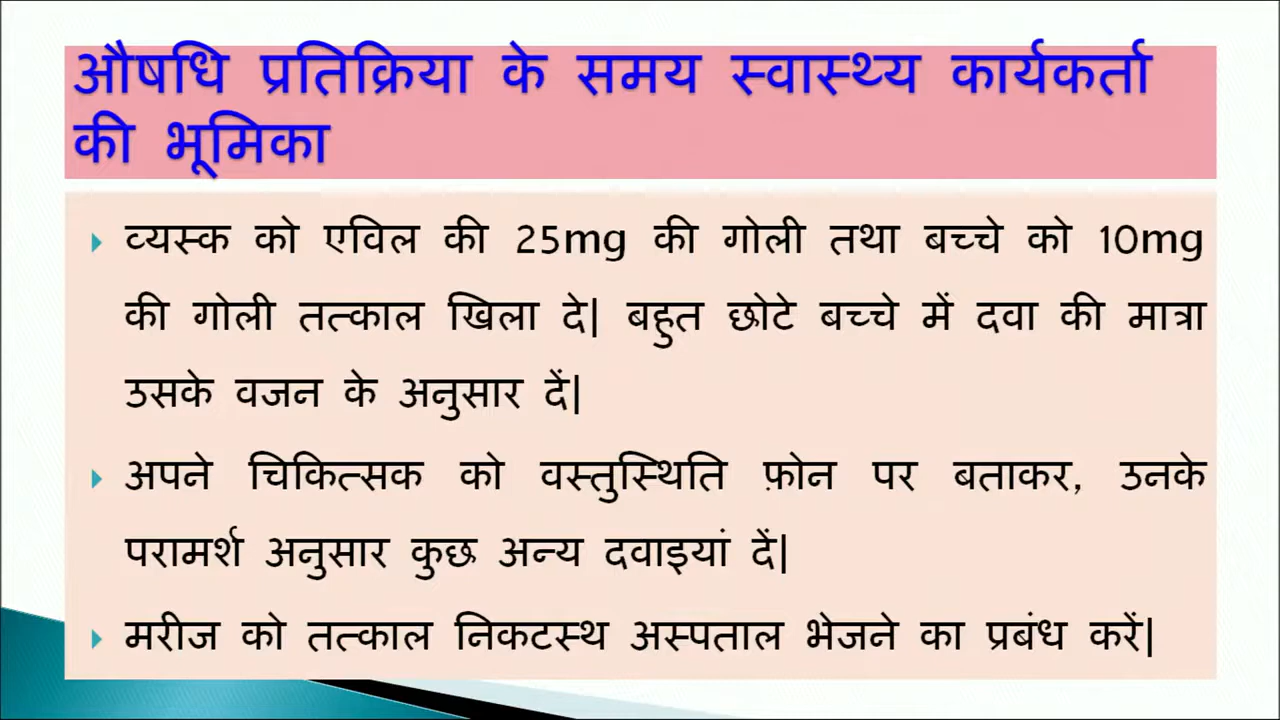 औषधि प्रतिक्रिया के समय स्वास्थ्य कार्यकर्ता
की भूमिका
व्यस्क को एविल की 25mg की गोली तथा बच्चे को 10mg
की गोली तत्काल खिला दे| बहुत छोटे बच्चे में दवा की मात्रा
उसके वजन के अनुसार दें|
अपने चिकित्सक को वस्तुस्थिति फ़ोन पर बताकर, उनके
परामर्श अनुसार कुछ अन्य दवाइयां दें|
मरीज को तत्काल निकटस्थ अस्पताल भेजने का प्रबंध करें|